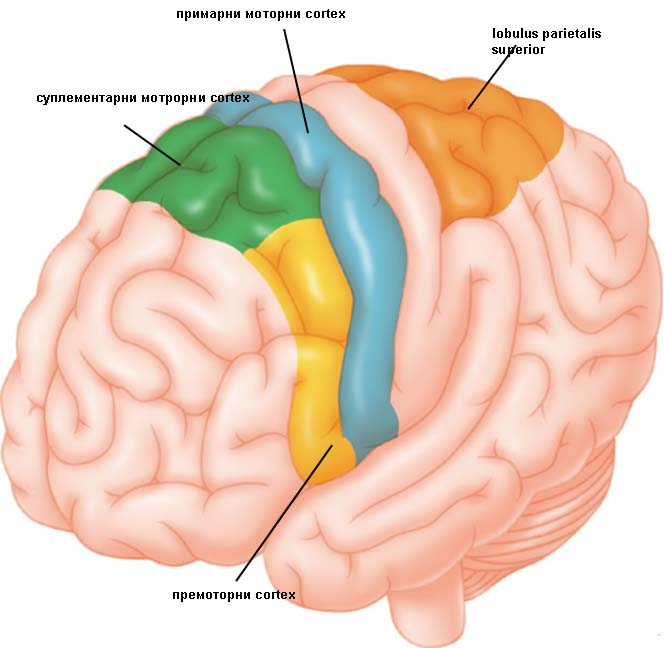 примарни моторни cortex
lobulus parietalis
superior
суплементарни мотрорни cortex
премоторни cortex